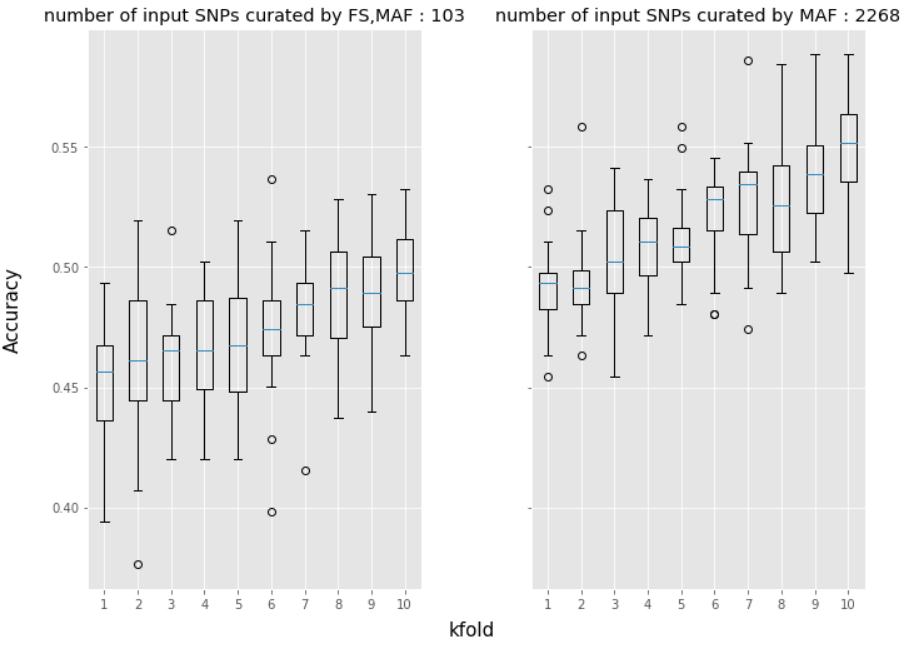 number of input SNPs curated by FS,MAF : 103
number of input SNPs curated by MAF : 2268
0.55
0.50
0.45
0.40
Accuracy
1 2 3 4 5 6 7 8 9 10
1 2 3 4 5 6 7 8 9 10
kfold